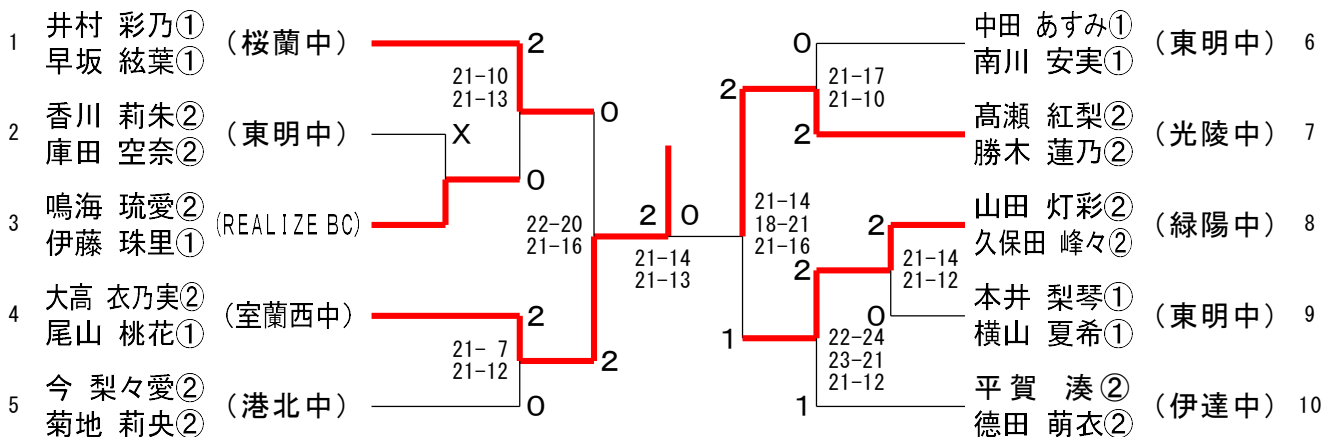 1 井村 彩乃① (桜蘭中)
早坂 絃葉①
2 香川 莉朱② (東明中)
庫田 空奈②
3 鳴海 琉愛② (REALIZE BC)
伊藤 珠里①
4 大高 衣乃実② (室蘭西中)
尾山 桃花①
5 今 梨々愛② (港北中)
菊地 莉央②
2
21-10
21-13
X
0
0
22-20
21-16
2
21- 7
21-12
0
2
2 0
21-14
21-13
0
21-17
21-10
2
2
21-14
18-21
21-16
2
21-14
21-12
0
2
1
22-24
23-21
21-12
1
中田 あすみ① (東明中) 6
南川 安実①
髙瀬 紅梨② (光陵中) 7
勝木 蓮乃②
山田 灯彩② (緑陽中) 8
久保田 峰々②
本井 梨琴① (東明中) 9
横山 夏希①
平賀 湊② (伊達中) 10
德田 萌衣②